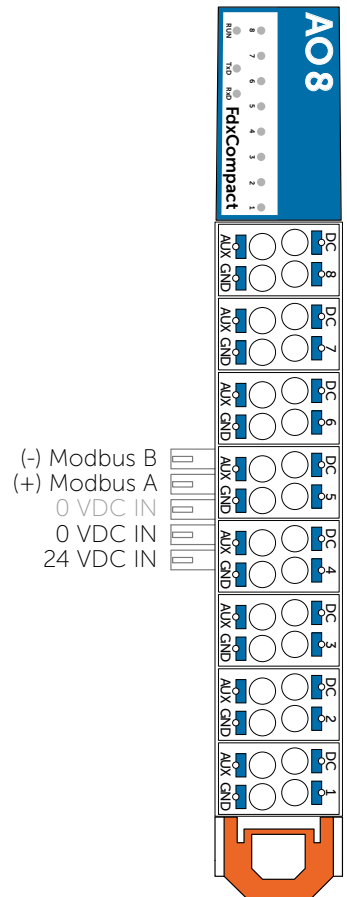 AO8
8
7
6
5
4
3
2
1
RUN
TxD
RxD
FdxCompact
DC
8
AUX GND
DC
7
AUX GND
DC
6
AUX GND
(-) Modbus B
(+) Modbus A
0 VDC IN
0 VDC IN
24 VDC IN
DC
5
AUX GND
DC
4
AUX GND
DC
3
AUX GND
DC
2
AUX GND
DC
1
AUX GND